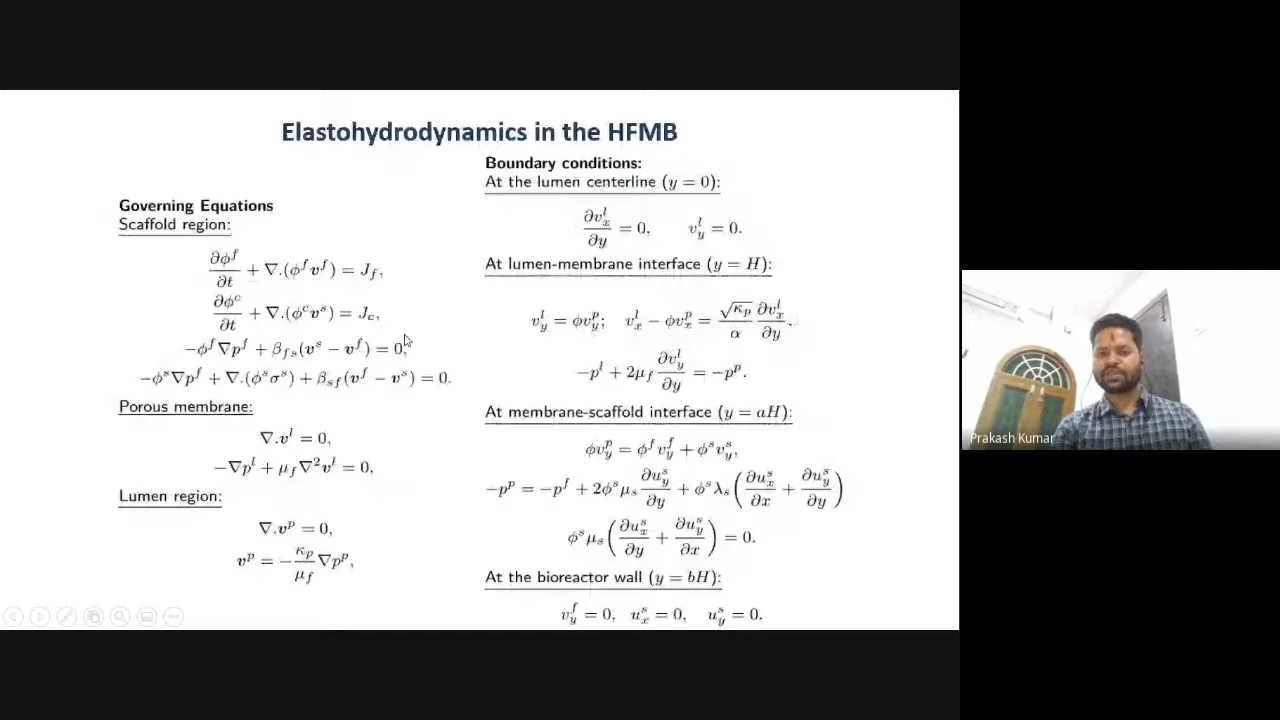 Elastohydrodynamics in the HFMB
Governing Equations
Scaffold region:
∂ϕ^f/∂t + ∇.(ϕ^f v^f) = J_f,
∂ϕ^c/∂t + ∇.(ϕ^c v^s) = J_c,
−ϕ^f ∇p^f + β_fs(v^s − v^f) = 0,
−ϕ^s ∇p^f + ∇.(ϕ^s σ^s) + β_sf(v^f − v^s) = 0.
Porous membrane:
∇.v^l = 0,
−∇p^l + μ_f ∇²v^l = 0.
Lumen region:
∇.v^p = 0,
v^p = −κ_p/μ_f ∇p^p,
Boundary conditions:
At the lumen centerline (y = 0):
∂v_x^l/∂y = 0, v_y^l = 0.
At lumen-membrane interface (y = H):
v_y^l = ϕv_y^p; v_x^l − ϕv_x^p = √κ_p/α ∂v_x^l/∂y,
−p^l + 2μ_f ∂v_y^l/∂y = −p^p.
At membrane-scaffold interface (y = aH):
ϕv_y^p = ϕ^f v_y^f + ϕ^s v_y^s,
−p^p = −p^f + 2ϕ^s μ_s ∂u_y^s/∂y + ϕ^s λ_s(∂u_x^s/∂x + ∂u_y^s/∂y)
ϕ^s μ_s(∂u_x^s/∂y + ∂u_y^s/∂x) = 0.
At the bioreactor wall (y = bH):
v_y^f = 0, u_x^s = 0, u_y^s = 0.
Prakash Kumar